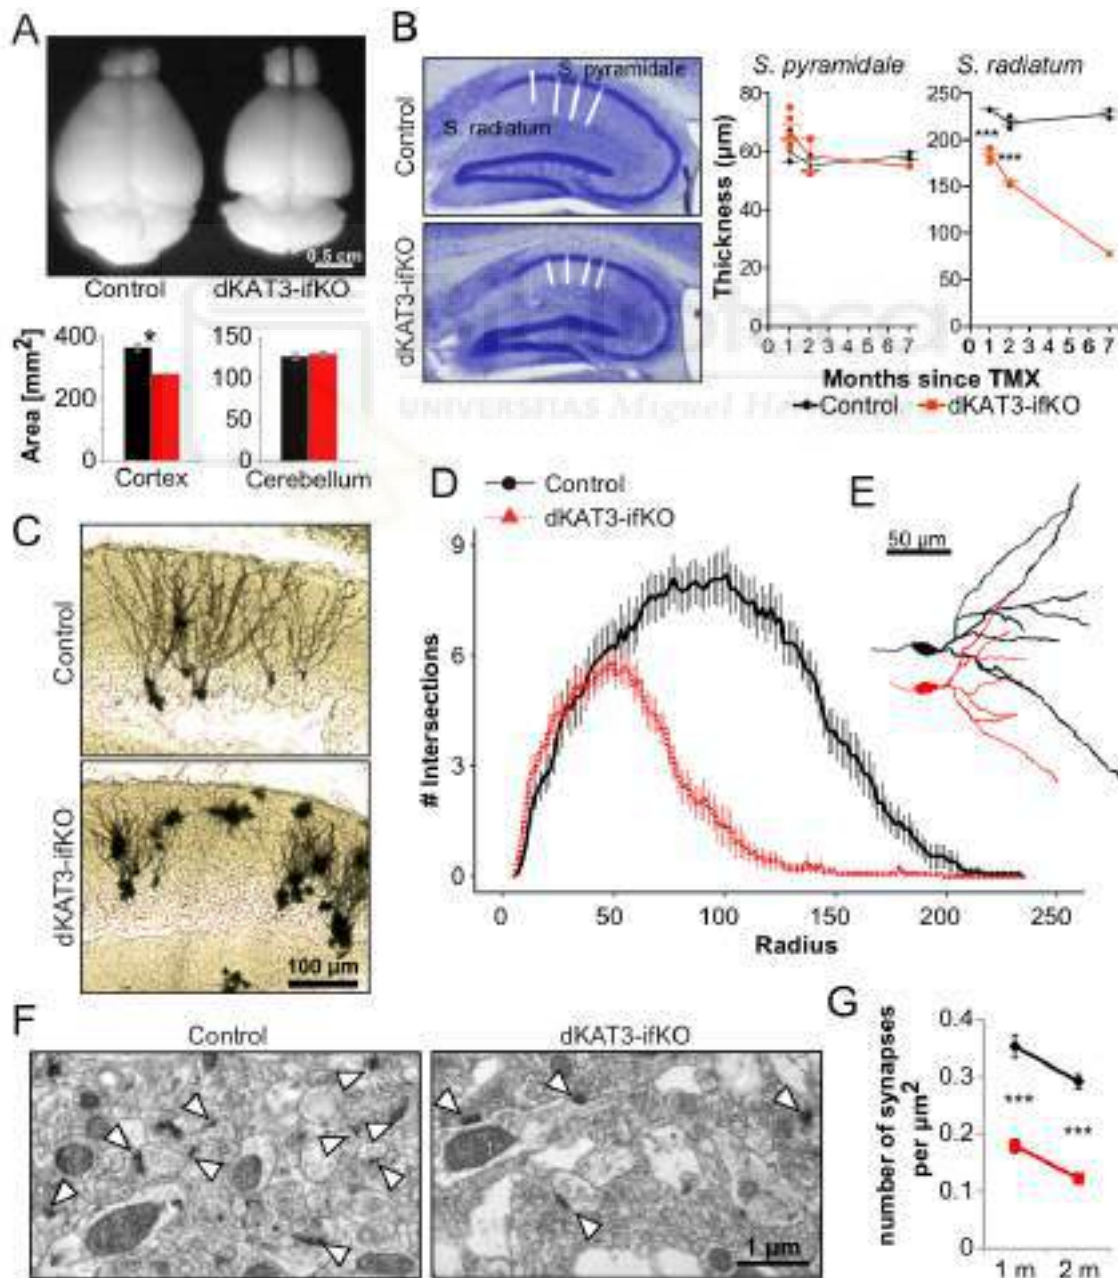 A
Control
dKAT3-ifKO
0.5 cm
Area [mm²]
400
200
0
*
Cortex
150
100
50
0
Cerebellum
B
Control
dKAT3-ifKO
S. pyramidale
S. radiatum
S. pyramidale
S. radiatum
Thickness (µm)
80
60
40
20
0
0 1 2 3 4 5 6 7
250
200
150
100
50
0
***
***
0 1 2 3 4 5 6 7
Months since TMX
Control
dKAT3-ifKO
UNIVERSITAS Miguel
C
Control
dKAT3-ifKO
100 µm
D
Control
dKAT3-ifKO
# Intersections
9
6
3
0
0 50 100 150 200 250
Radius
E
50 µm
F
Control
dKAT3-ifKO
1 µm
G
number of synapses
per µm²
0.4
0.3
0.2
0.1
0
***
***
1 m 2 m